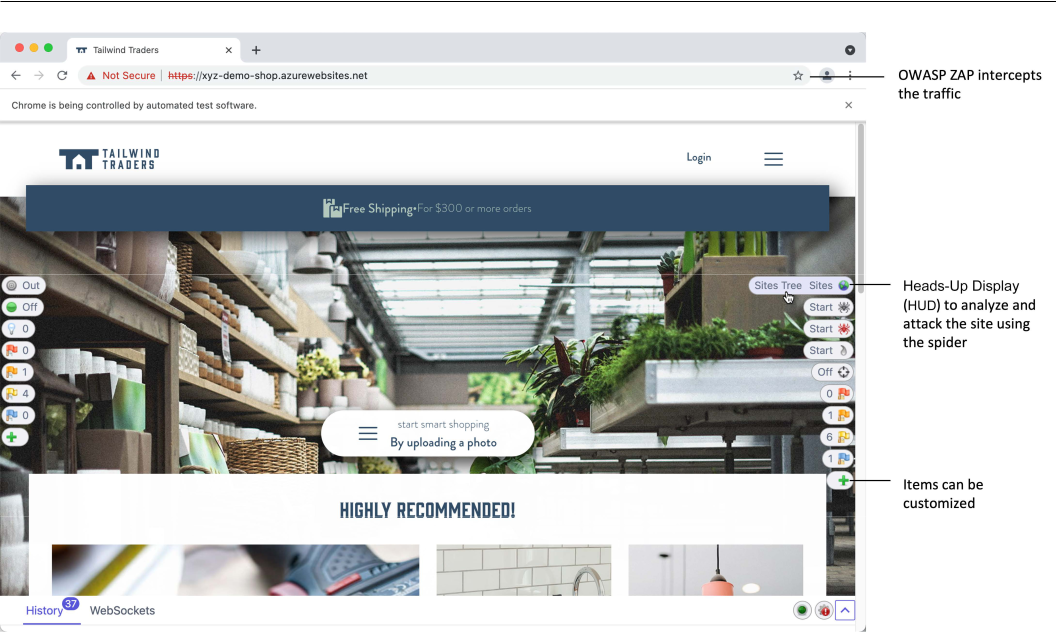 Tailwind Traders
Not Secure | https://xyz-demo-shop.azurewebsites.net
OWASP ZAP intercepts
the traffic
Chrome is being controlled by automated test software.
TAILWIND
TRADERS
Login
Free Shipping•For $300 or more orders
Out
Off
0
0
1
4
0
Sites Tree Sites
Start
Start
Start
Off
0
1
6
1
Heads-Up Display
(HUD) to analyze and
attack the site using
the spider
start smart shopping
By uploading a photo
Items can be
customized
HIGHLY RECOMMENDED!
History 37 WebSockets